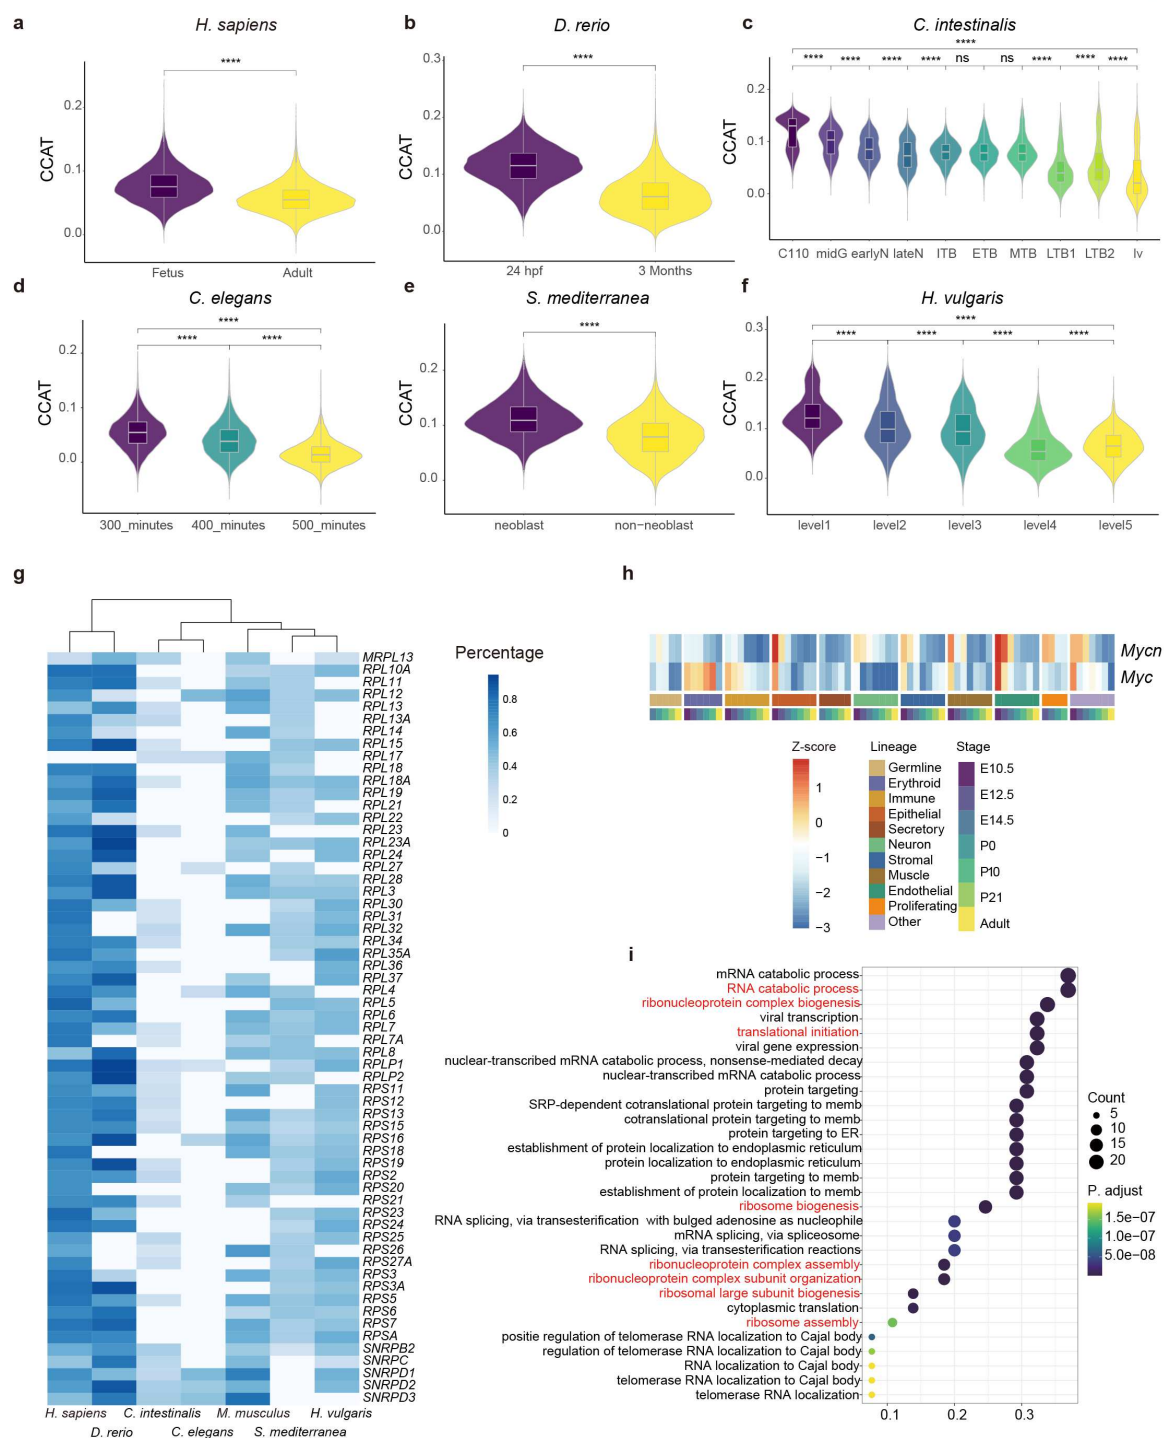 a
H. sapiens
****
CCAT
0.2
0.1
0.0
Fetus
Adult
b
D. rerio
****
CCAT
0.3
0.2
0.1
0.0
24 hpf
3 Months
c
C. intestinalis
****
**** **** **** **** ns ns **** **** ****
CCAT
0.2
0.1
0.0
C110 midG earlyN lateN ITB ETB MTB LTB1 LTB2 lv
d
C. elegans
****
**** ****
CCAT
0.2
0.1
0.0
300_minutes 400_minutes 500_minutes
e
S. mediterranea
****
CCAT
0.2
0.1
0.0
neoblast
non-neoblast
f
H. vulgaris
****
**** **** **** ****
CCAT
0.3
0.2
0.1
0.0
level1 level2 level3 level4 level5
g
Percentage
0.8
0.6
0.4
0.2
0
MRPL13
RPL10A
RPL11
RPL12
RPL13
RPL13A
RPL14
RPL15
RPL17
RPL18
RPL18A
RPL19
RPL21
RPL22
RPL23
RPL23A
RPL24
RPL27
RPL28
RPL3
RPL30
RPL31
RPL32
RPL34
RPL35A
RPL36
RPL37
RPL4
RPL5
RPL6
RPL7
RPL7A
RPL8
RPLP1
RPLP2
RPS11
RPS12
RPS13
RPS15
RPS16
RPS18
RPS19
RPS2
RPS20
RPS21
RPS23
RPS24
RPS25
RPS26
RPS27A
RPS3
RPS3A
RPS5
RPS6
RPS7
RPSA
SNRPB2
SNRPC
SNRPD1
SNRPD2
SNRPD3
H. sapiens C. intestinalis M. musculus H. vulgaris
D. rerio C. elegans S. mediterranea
h
Mycn
Myc
Z-score
1
0
−1
−2
−3
Lineage
Germline
Erythroid
Immune
Epithelial
Secretory
Neuron
Stromal
Muscle
Endothelial
Proliferating
Other
Stage
E10.5
E12.5
E14.5
P0
P10
P21
Adult
i
mRNA catabolic process
RNA catabolic process
ribonucleoprotein complex biogenesis
viral transcription
translational initiation
viral gene expression
nuclear-transcribed mRNA catabolic process, nonsense-mediated decay
nuclear-transcribed mRNA catabolic process
protein targeting
SRP-dependent cotranslational protein targeting to memb
cotranslational protein targeting to memb
protein targeting to ER
establishment of protein localization to endoplasmic reticulum
protein localization to endoplasmic reticulum
protein targeting to memb
establishment of protein localization to memb
ribosome biogenesis
RNA splicing, via transesterification with bulged adenosine as nucleophile
mRNA splicing, via spliceosome
RNA splicing, via transesterification reactions
ribonucleoprotein complex assembly
ribonucleoprotein complex subunit organization
ribosomal large subunit biogenesis
cytoplasmic translation
ribosome assembly
positie regulation of telomerase RNA localization to Cajal body
regulation of telomerase RNA localization to Cajal body
RNA localization to Cajal body
telomerase RNA localization to Cajal body
telomerase RNA localization
0.1 0.2 0.3
Count
5
10
15
20
P. adjust
1.5e-07
1.0e-07
5.0e-08